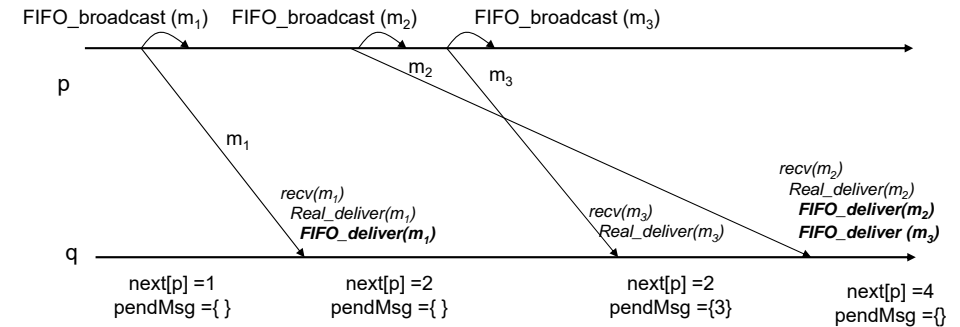 FIFO_broadcast (m1) FIFO_broadcast (m2) FIFO_broadcast (m3)
p
m2
m3
m1
recv(m1)
Real_deliver(m1)
FIFO_deliver(m1)
recv(m3)
Real_deliver(m3)
recv(m2)
Real_deliver(m2)
FIFO_deliver(m2)
FIFO_deliver (m3)
q
next[p] =1
pendMsg ={ }
next[p] =2
pendMsg ={ }
next[p] =2
pendMsg ={3}
next[p] =4
pendMsg ={}